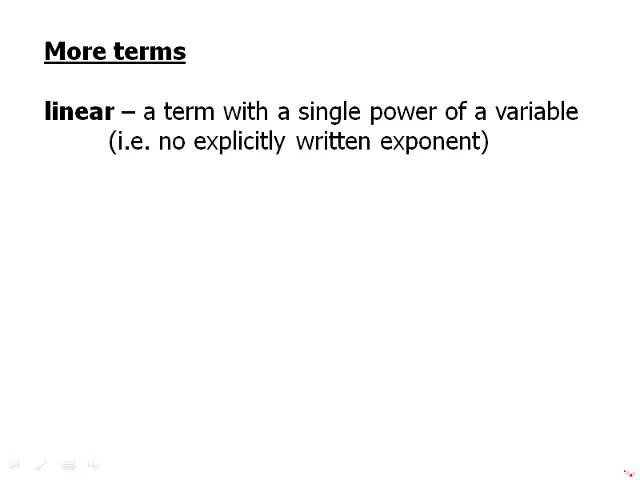 More terms
linear – a term with a single power of a variable
(i.e. no explicitly written exponent)